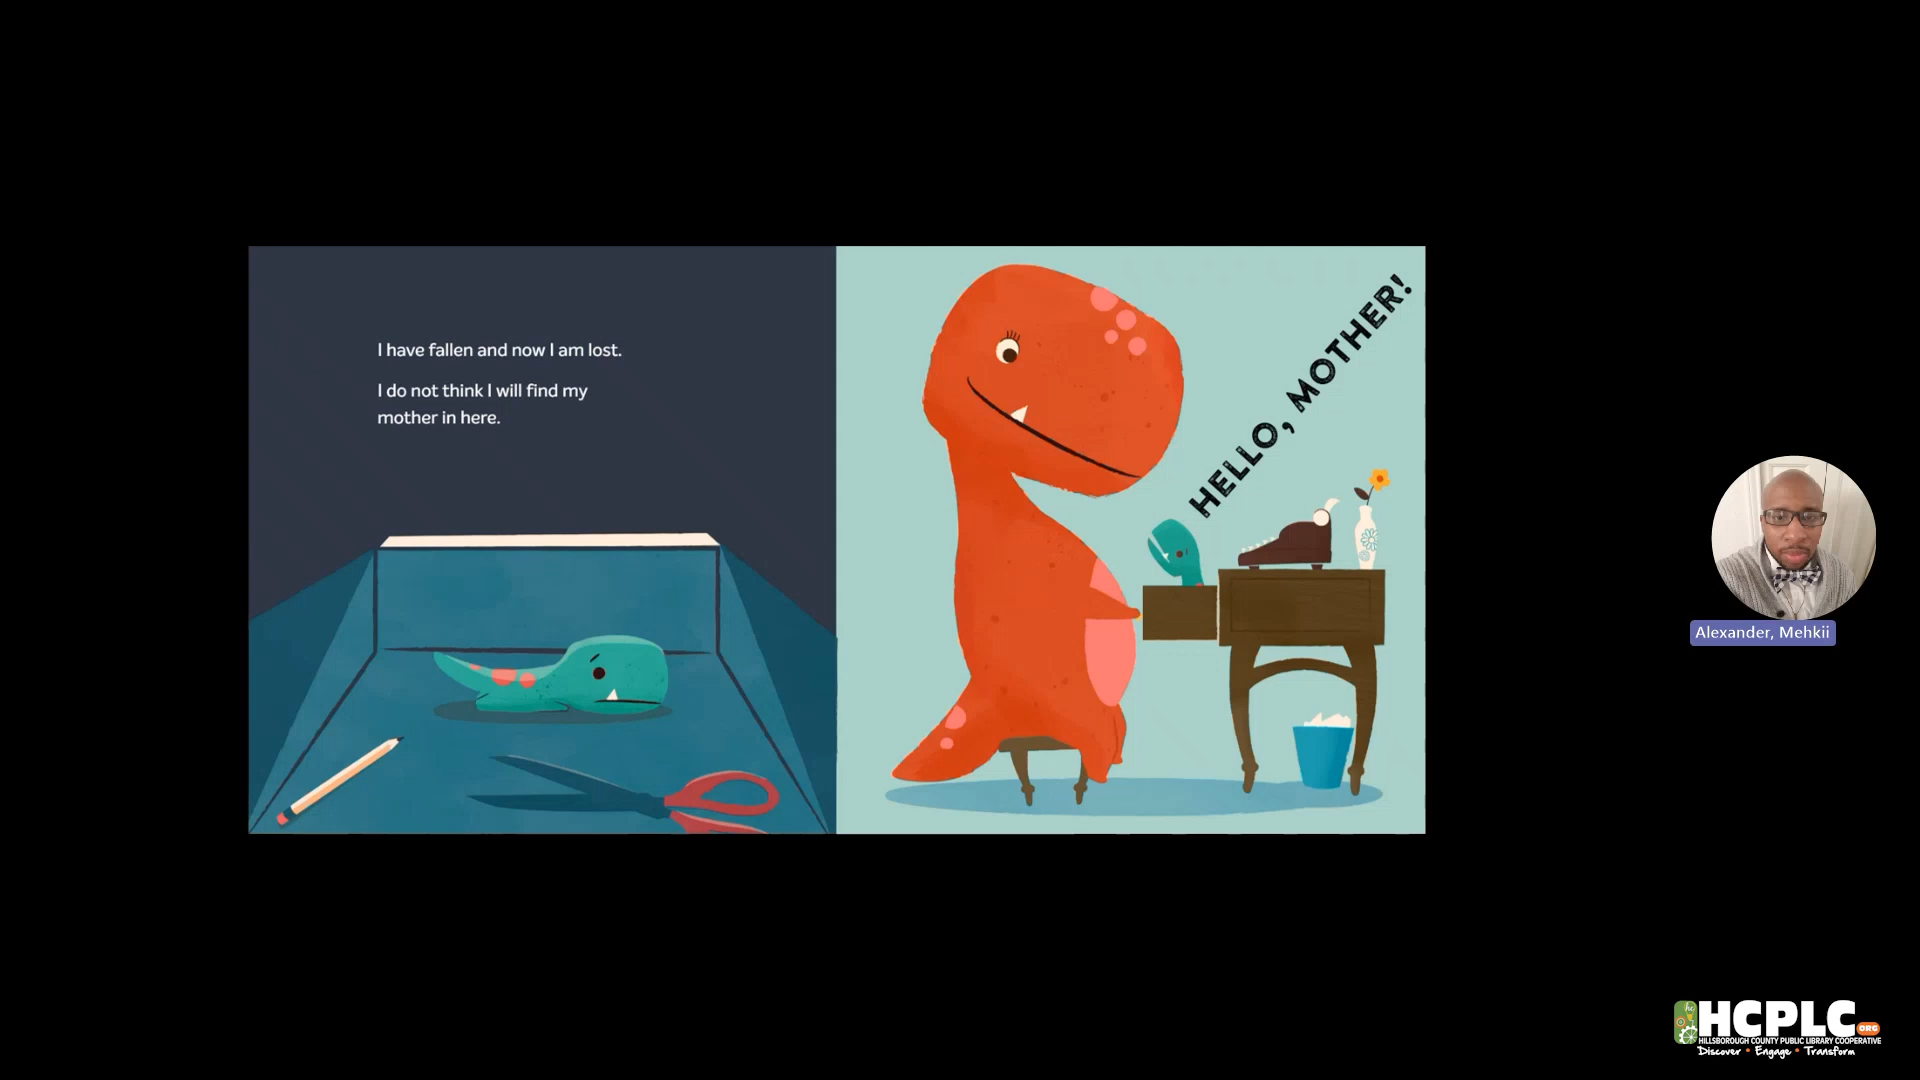 I have fallen and now I am lost.
I do not think I will find my
mother in here.
HELLO, MOTHER!
Alexander, Mehkii
HCPLC.ORG
HILLSBOROUGH COUNTY PUBLIC LIBRARY COOPERATIVE
Discover • Engage • Transform